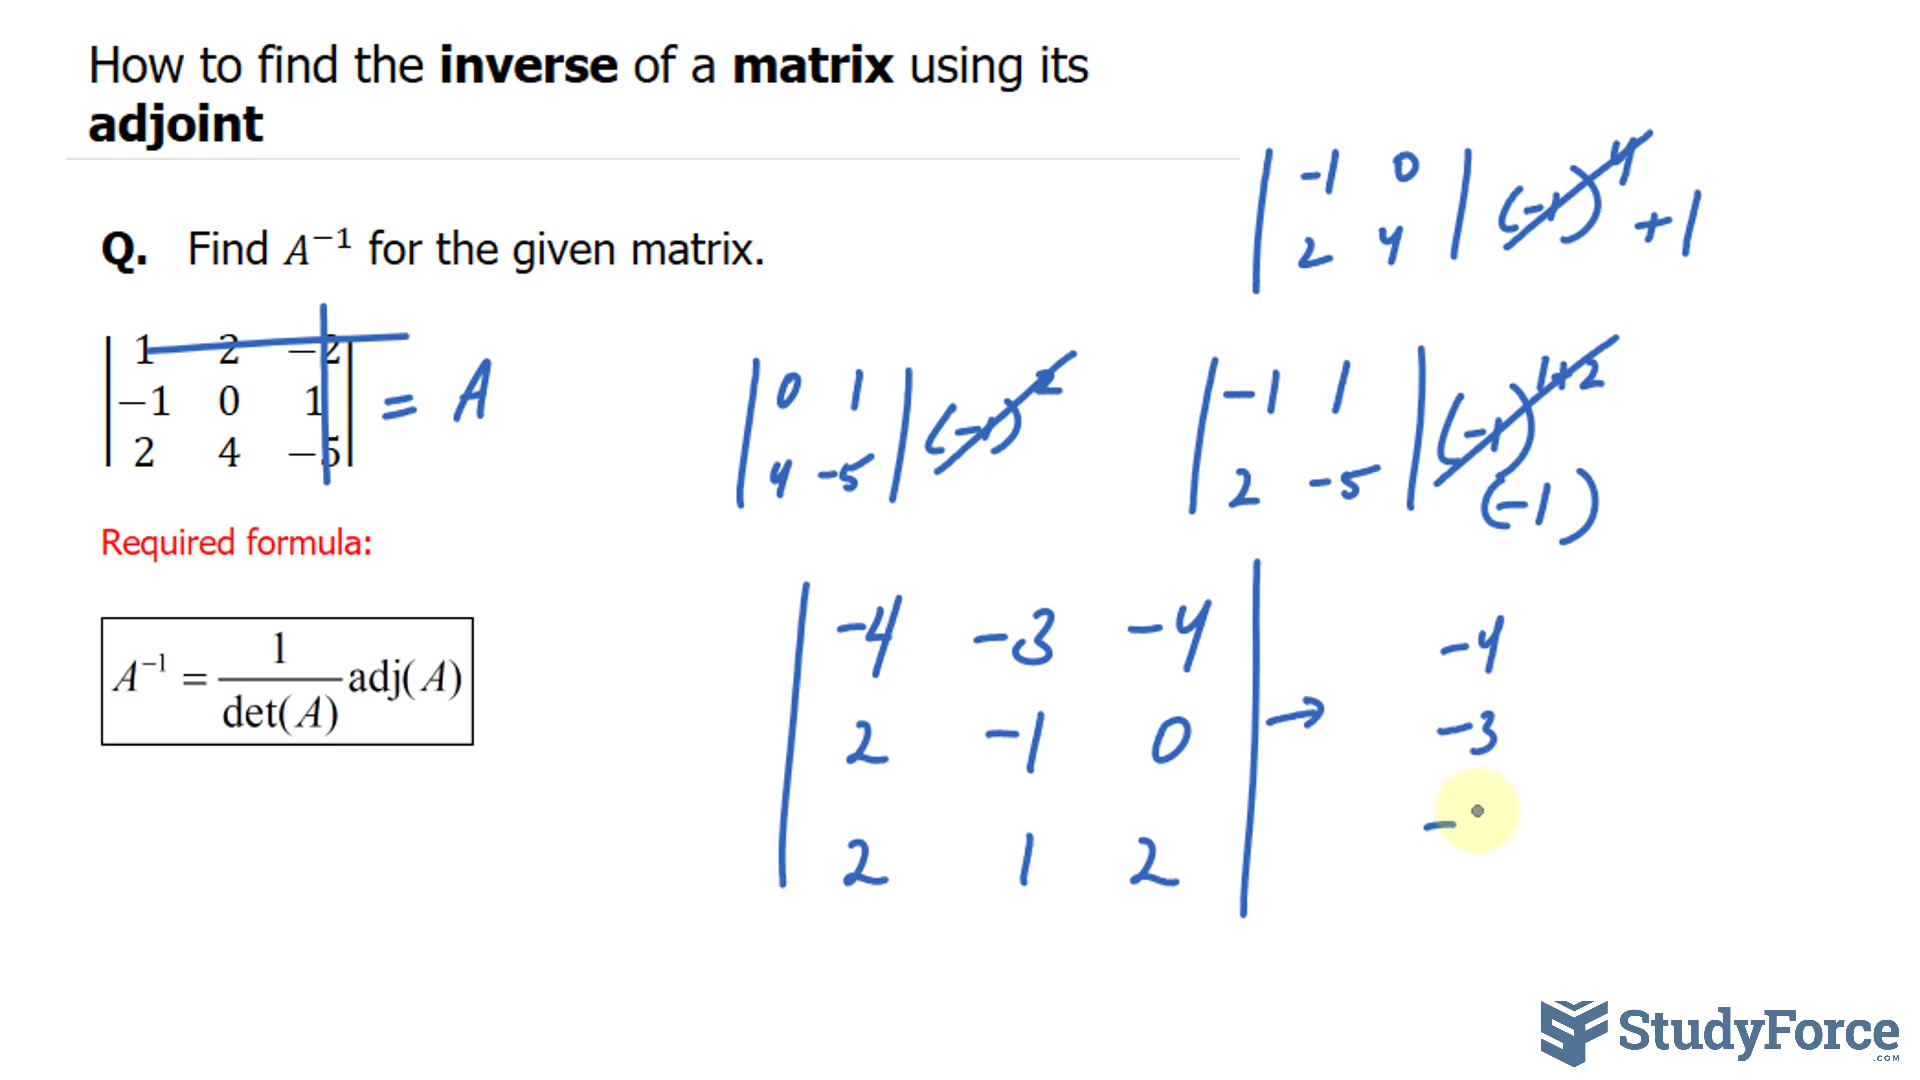 How to find the inverse of a matrix using its
adjoint
Q. Find A⁻¹ for the given matrix.
1 2 −2
−1 0 1
2 4 −5
= A
Required formula:
A⁻¹ = 1/det(A) adj(A)
| -1 0 | (-1)⁴ +1
| 2 4 |
| 0 1 | (-1)²
| 4 -5 |
| -1 1 | (-1)¹⁺²
| 2 -5 | (-1)
-4 -3 -4
2 -1 0 →
2 1 2
-4
-3
-
StudyForce
.COM